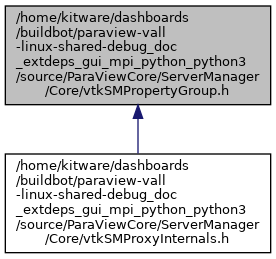 /home/kitware/dashboards
/buildbot/paraview-vall
-linux-shared-debug_doc
_extdeps_gui_mpi_python_python3
/source/ParaViewCore/ServerManager
/Core/vtkSMPropertyGroup.h
/home/kitware/dashboards
/buildbot/paraview-vall
-linux-shared-debug_doc
_extdeps_gui_mpi_python_python3
/source/ParaViewCore/ServerManager
/Core/vtkSMProxyInternals.h